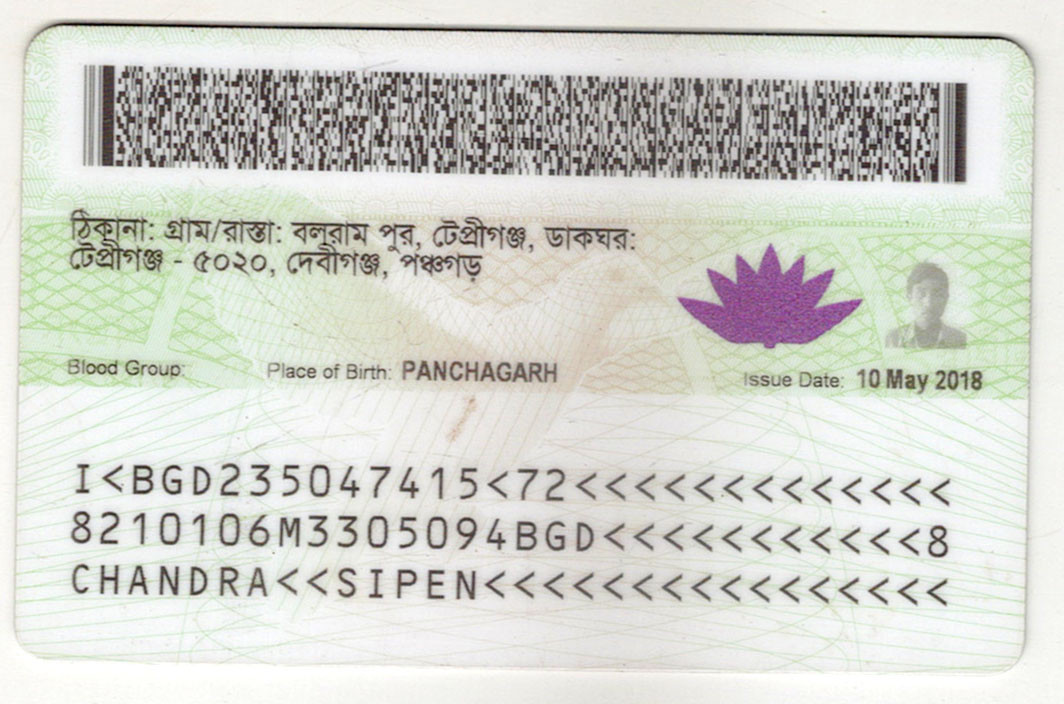 ঠিকানা: গ্রাম/রাস্তা: বলরাম পুর, টেপ্রীগঞ্জ, ডাকঘর:
টেপ্রীগঞ্জ - ৫০২০, দেবীগঞ্জ, পঞ্চগড়
Blood Group: Place of Birth: PANCHAGARH Issue Date: 10 May 2018
I<BGD235047415<72<<<<<<<<<<<<<
8210106M3305094BGD<<<<<<<<<<<8
CHANDRA<<SIPEN<<<<<<<<<<<<<<<<